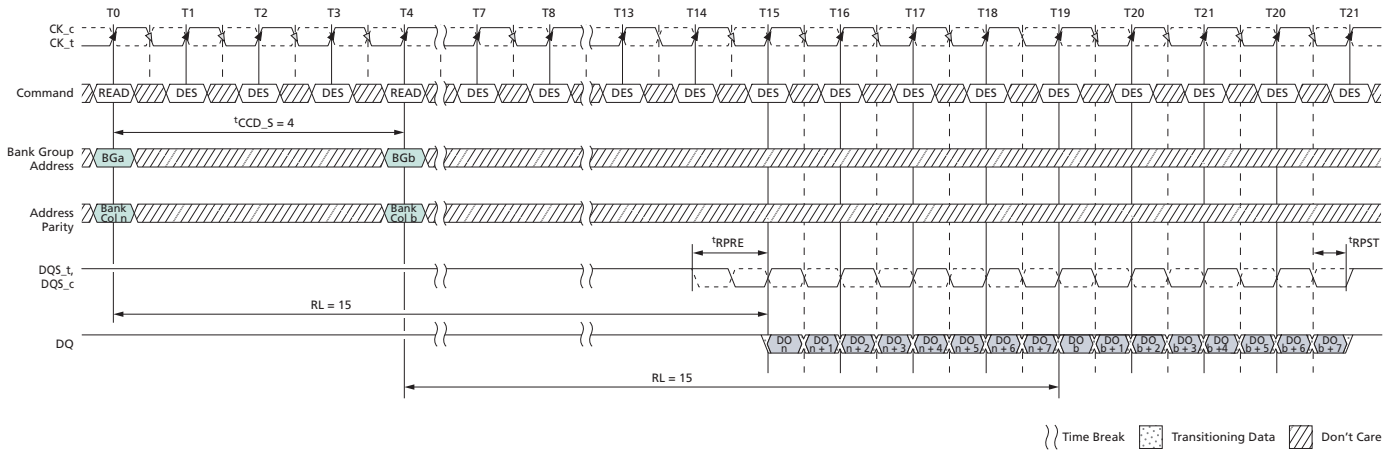 T0 T1 T2 T3 T4 T7 T8 T13 T14 T15 T16 T17 T18 T19 T20 T21 T20 T21
CK_c
CK_t
Command READ DES DES DES READ DES DES DES DES DES DES DES DES DES DES DES DES DES
tCCD_S = 4
Bank Group
Address
BGa BGb
Address
Parity
Bank
Col n
Bank
Col b
tRPRE tRPST
DQS_t,
DQS_c
RL = 15
DQ
DO
n
DO
n + 1
DO
n + 2
DO
n + 3
DO
n + 4
DO
n + 5
DO
n + 6
DO
n + 7
DO
b
DO
b + 1
DO
b + 2
DO
b + 3
DO
b + 4
DO
b + 5
DO
b + 6
DO
b + 7
RL = 15
Time Break Transitioning Data Don't Care